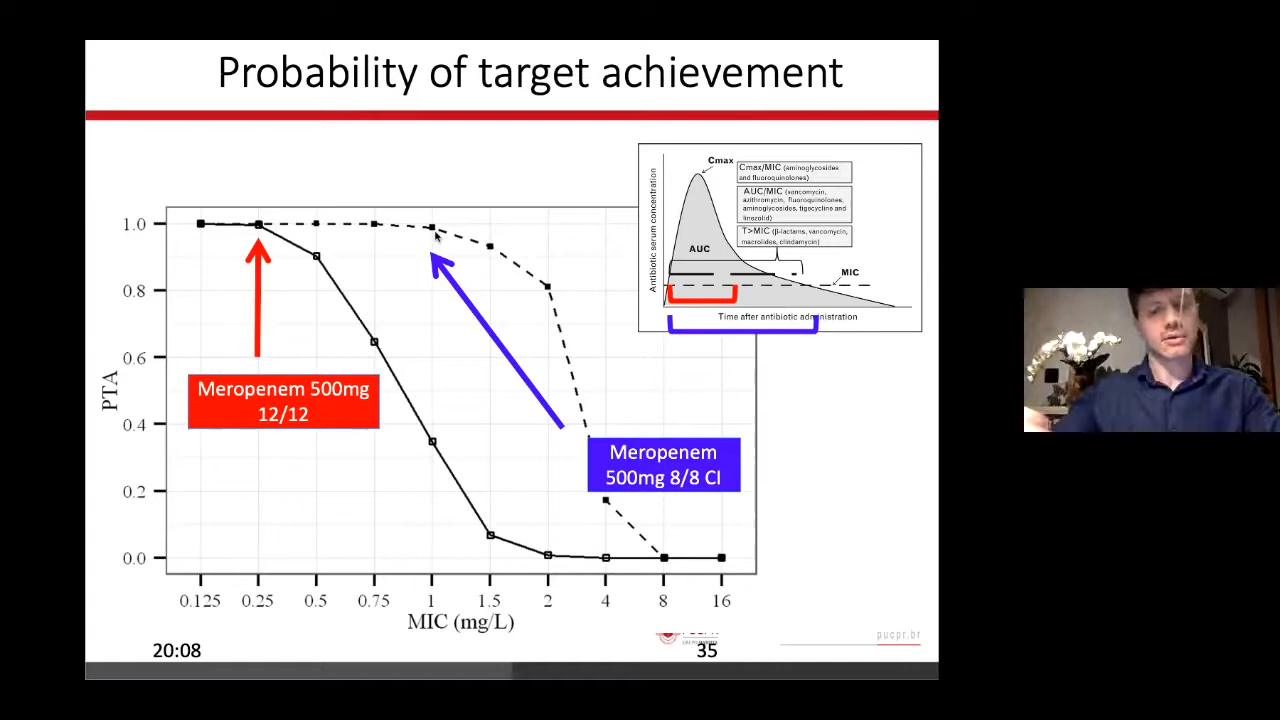 Probability of target achievement
Cmax
Cmax/MIC (aminoglycosides
and fluoroquinolones)
AUC/MIC (vancomycin,
azithromycin, fluoroquinolones,
aminoglycosides, tigecycline and
linezolid)
T>MIC (β-lactams, vancomycin,
macrolides, clindamycin)
AUC
MIC
Antibiotic serum concentration
Time after antibiotic administration
1.0
0.8
0.6
0.4
0.2
0.0
PTA
Meropenem 500mg
12/12
Meropenem
500mg 8/8 CI
0.125 0.25 0.5 0.75 1 1.5 2 4 8 16
MIC (mg/L)
pucpr.br
20:08
35